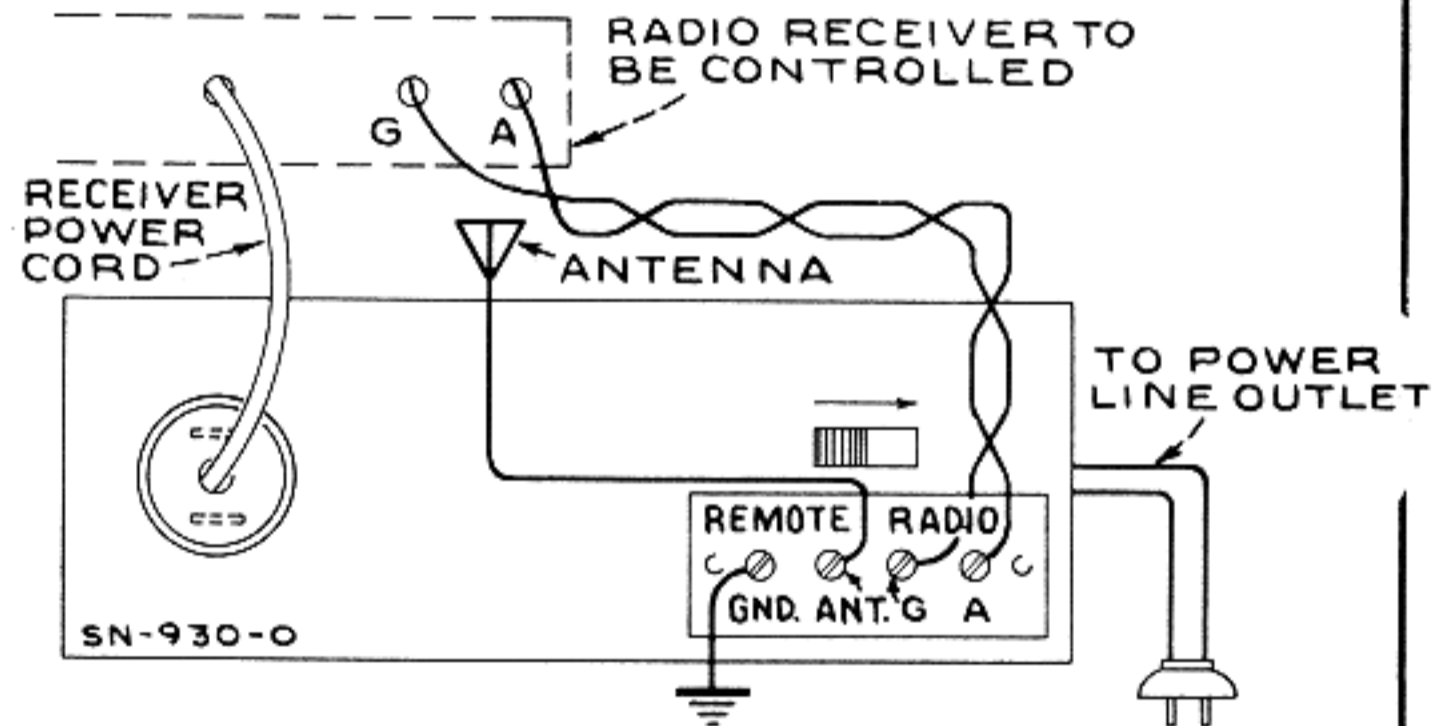 RADIO RECEIVER TO
BE CONTROLLED
G A
RECEIVER
POWER
CORD
ANTENNA
TO POWER
LINE OUTLET
REMOTE RADIO
GND. ANT. G A
SN-930-O